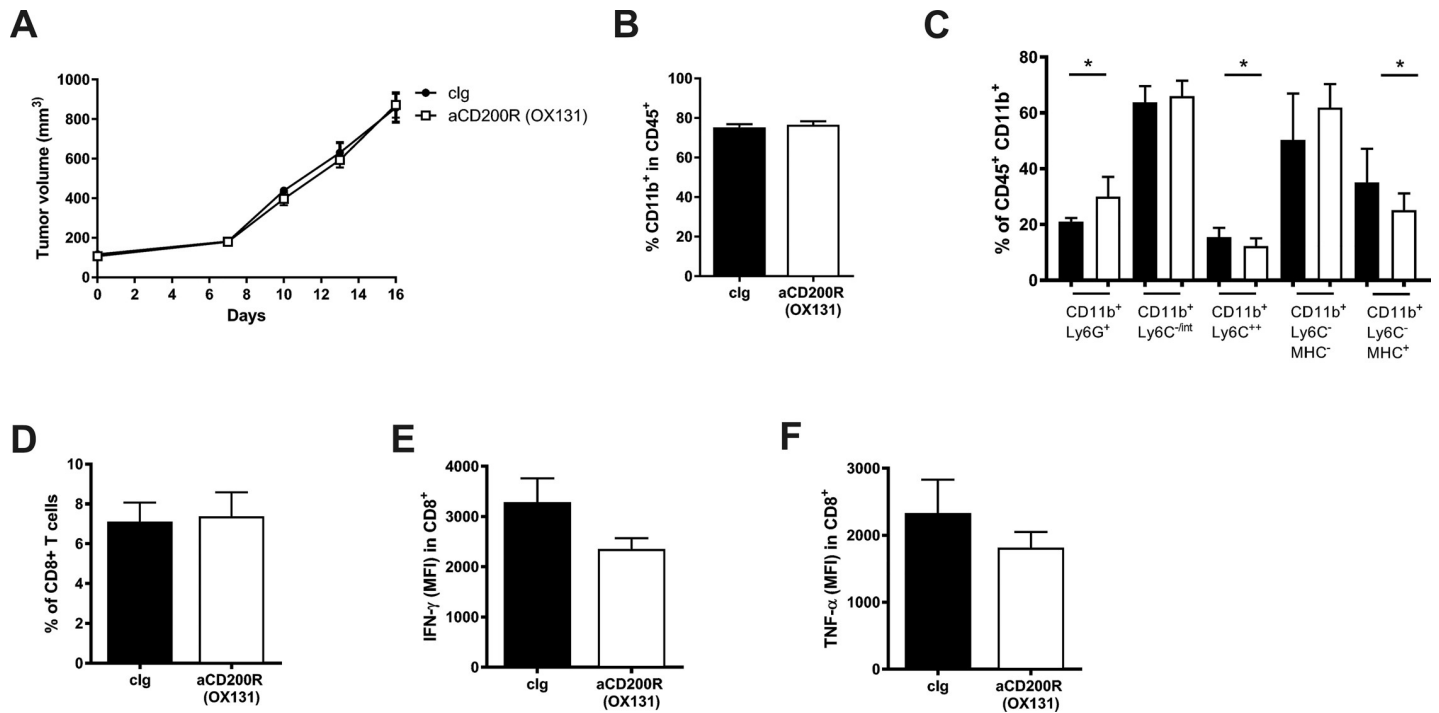 A
Tumor volume (mm³)
1000
800
600
400
200
0
0 2 4 6 8 10 12 14 16
Days
cIg
aCD200R (OX131)
B
% CD11b⁺ in CD45⁺
100
80
60
40
20
0
cIg aCD200R
(OX131)
C
% of CD45⁺ CD11b⁺
80
60
40
20
0
* * *
CD11b⁺ CD11b⁺ CD11b⁺ CD11b⁺ CD11b⁺
Ly6G⁺ Ly6C⁻/ⁱⁿᵗ Ly6C⁺⁺ Ly6C⁻ Ly6C⁻
MHC⁻ MHC⁺
D
% of CD8+ T cells
10
8
6
4
2
0
cIg aCD200R
(OX131)
E
IFN-γ (MFI) in CD8⁺
4000
3000
2000
1000
0
cIg aCD200R
(OX131)
F
TNF-α (MFI) in CD8⁺
3000
2000
1000
0
cIg aCD200R
(OX131)